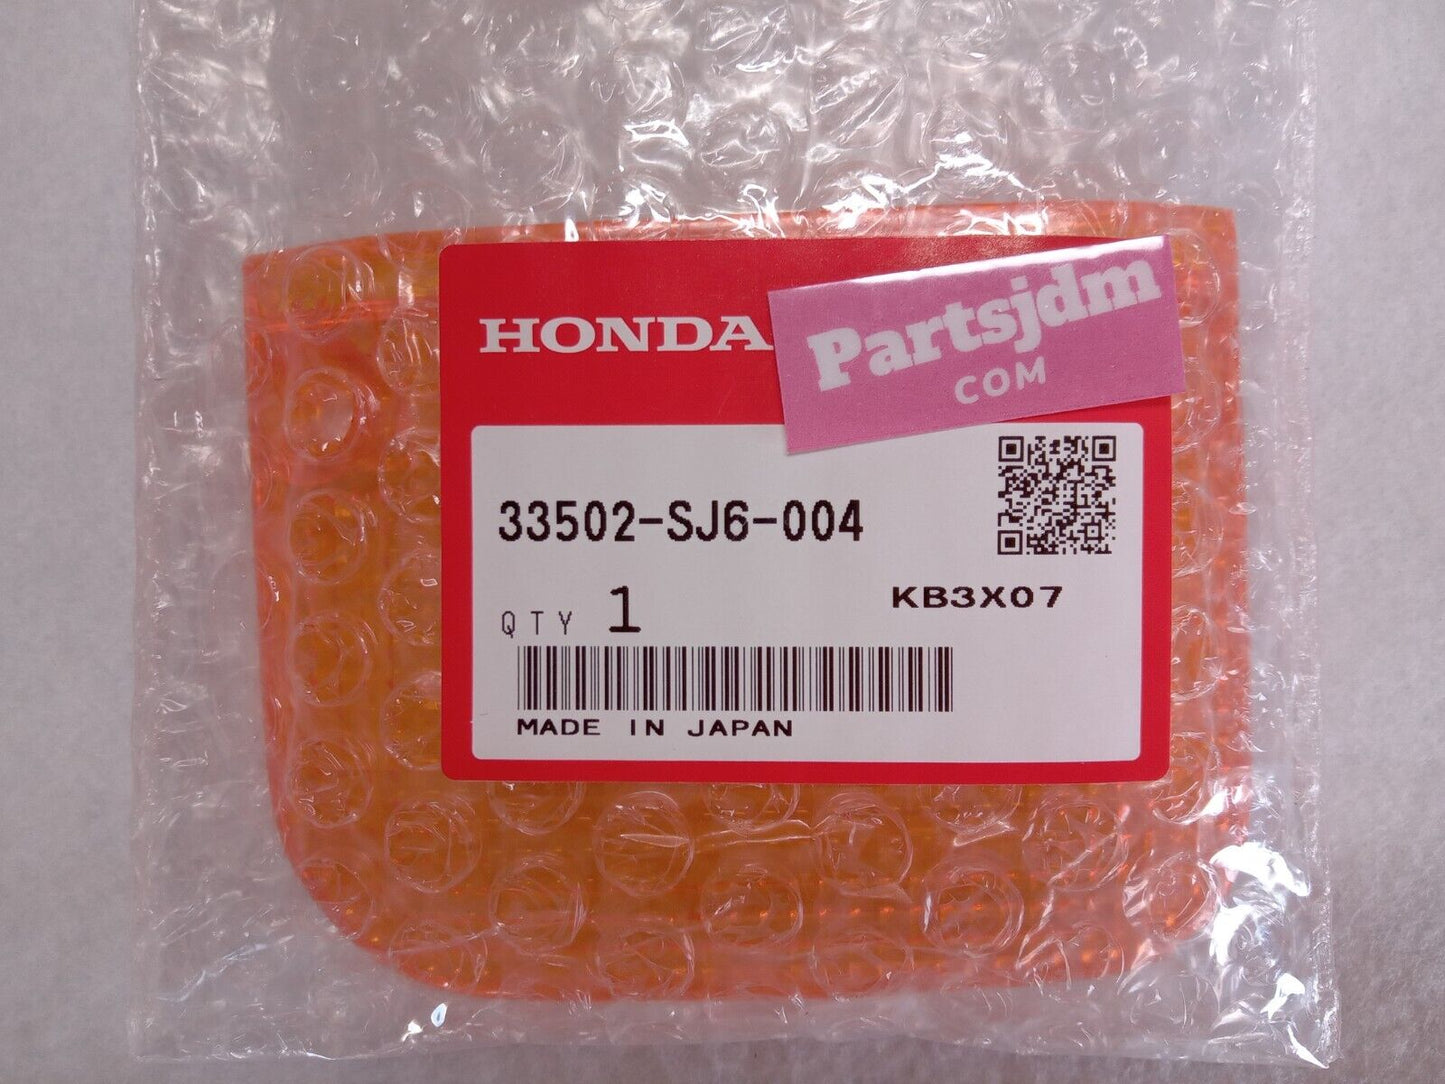 HONDA
Partsjdm
COM
33502-SJ6-004
KB3X07
QTY 1
MADE IN JAPAN